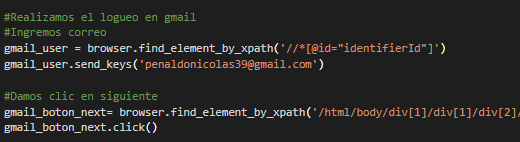 #Realizamos el logueo en gmail
#Ingremos correo
gmail_user = browser.find_element_by_xpath('//*[@id="identifierId"]')
gmail_user.send_keys('penaldonicolas39@gmail.com')
#Damos clic en siguiente
gmail_boton_next= browser.find_element_by_xpath('/html/body/div[1]/div[1]/div[2]/
gmail_boton_next.click()